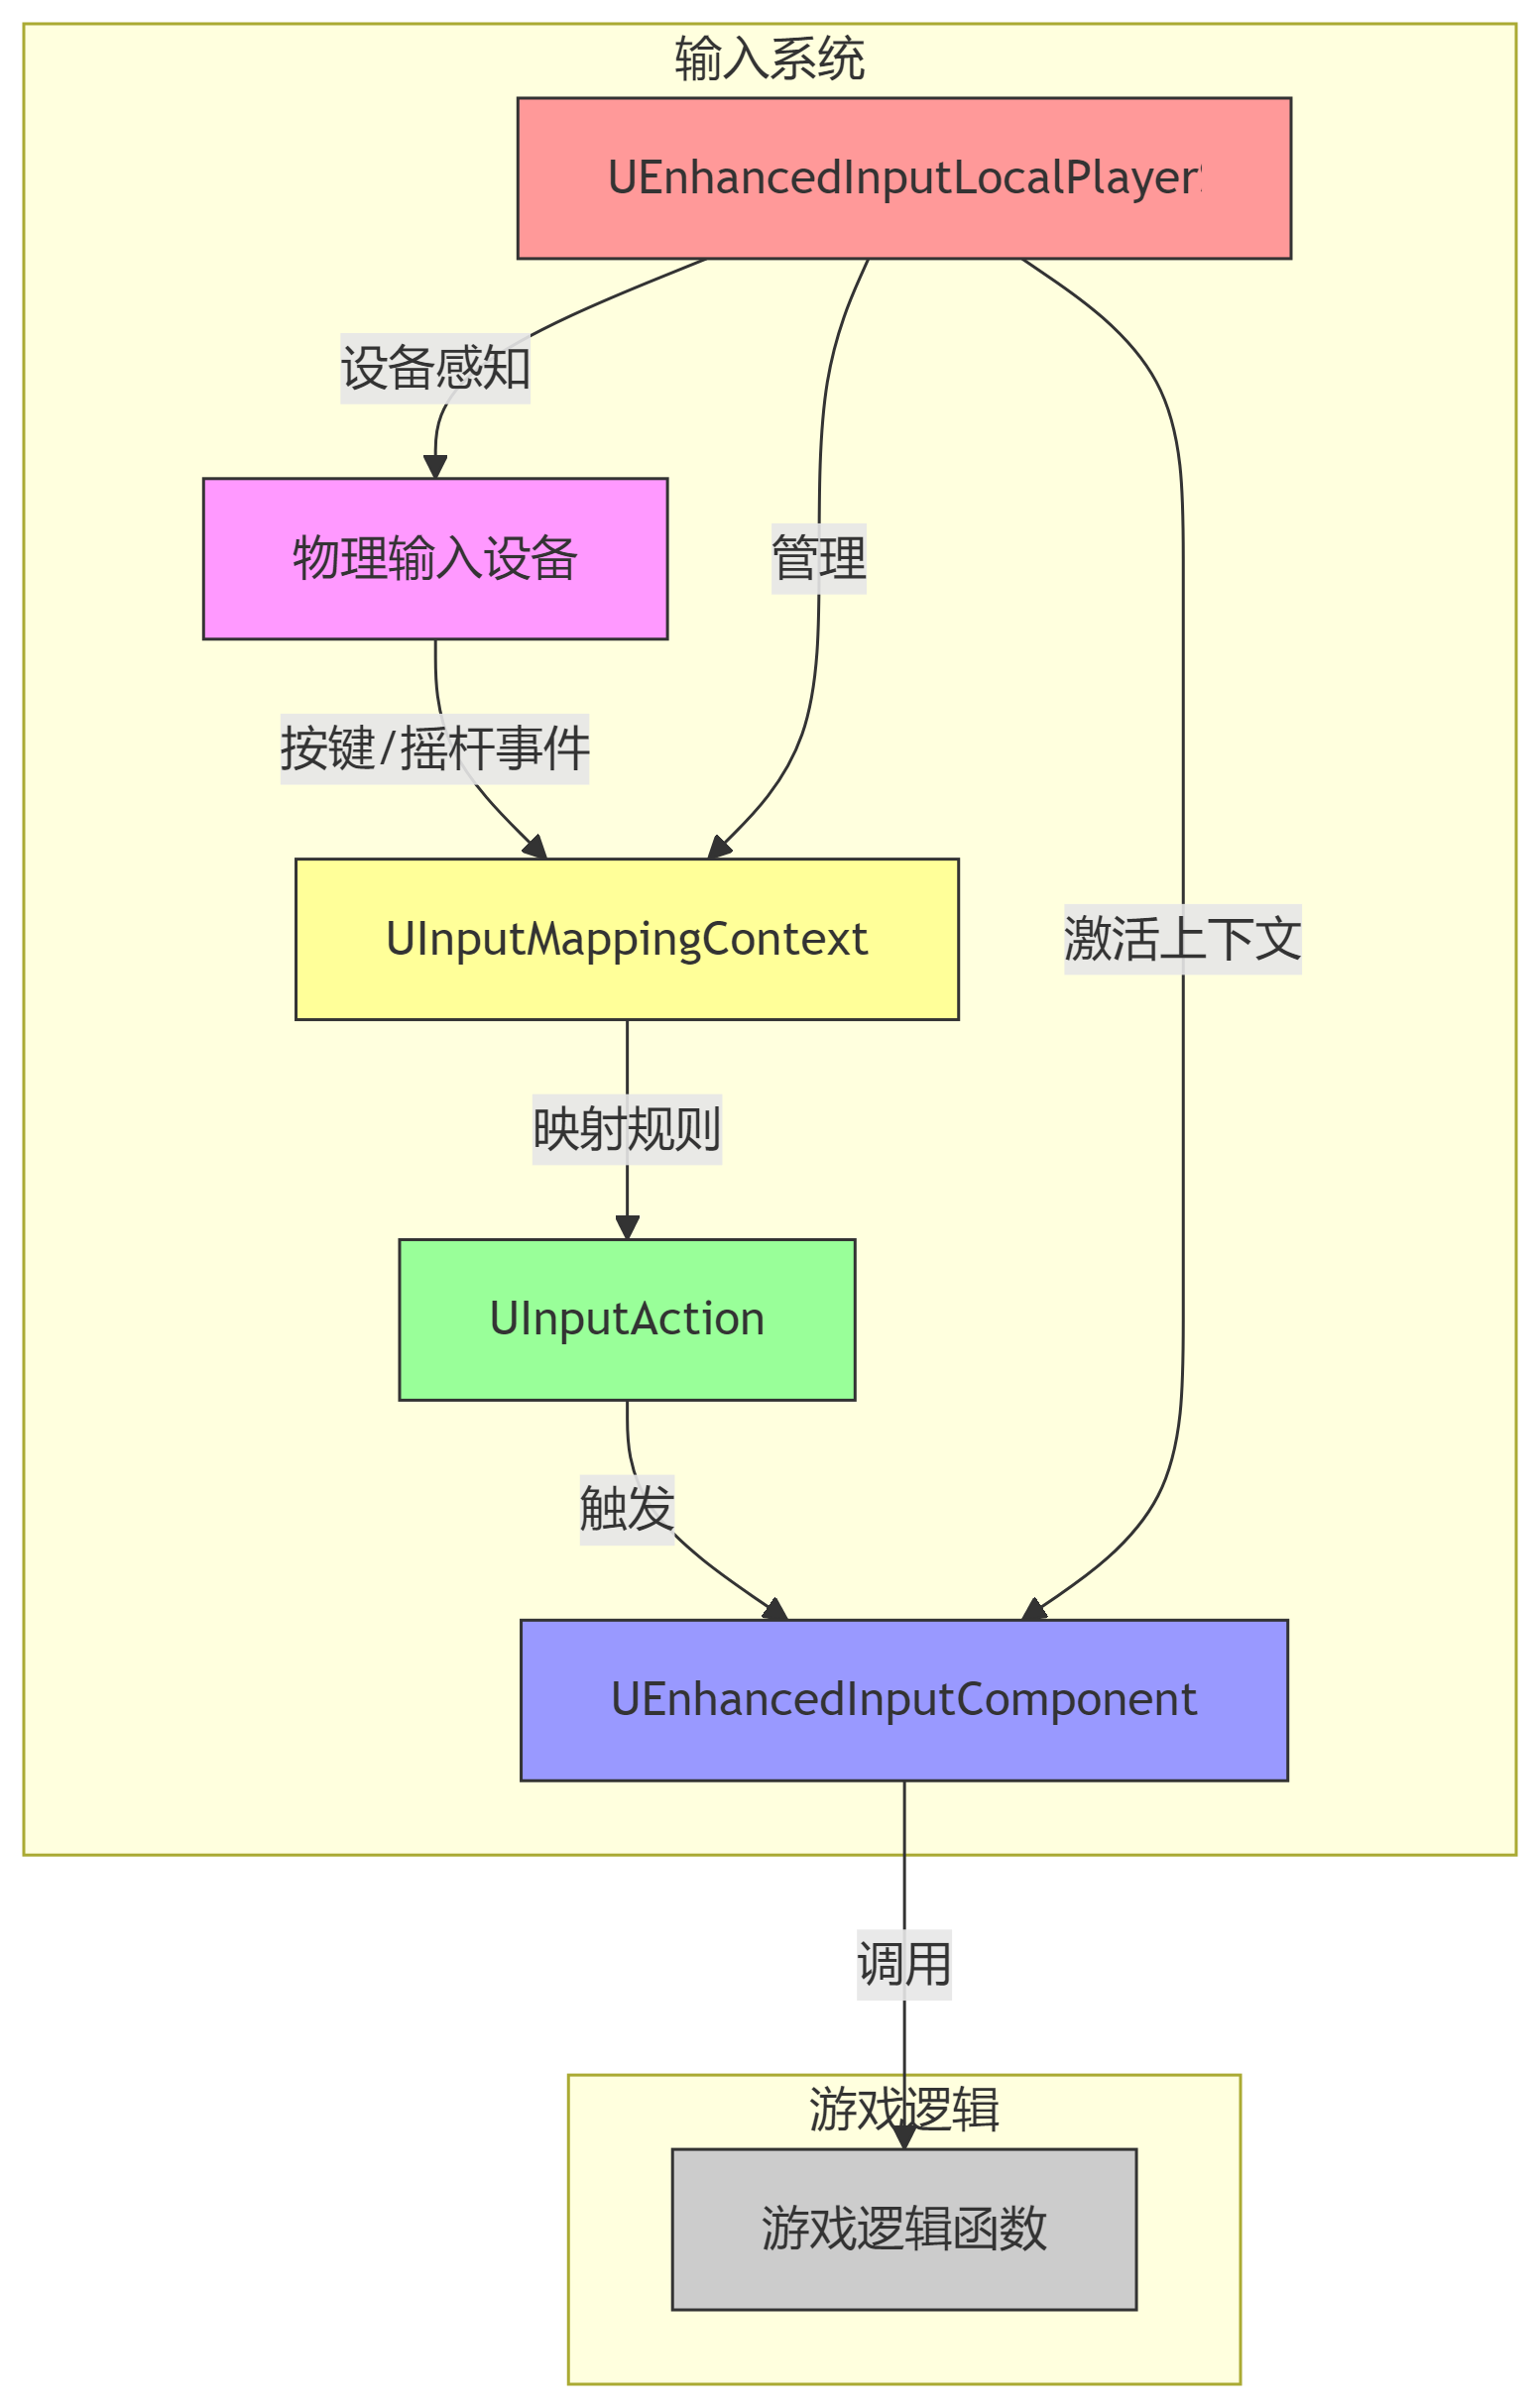 输入系统
UEnhancedInputLocalPlayer
设备感知
物理输入设备
管理
按键/摇杆事件
UInputMappingContext
激活上下文
映射规则
UInputAction
触发
UEnhancedInputComponent
调用
游戏逻辑
游戏逻辑函数